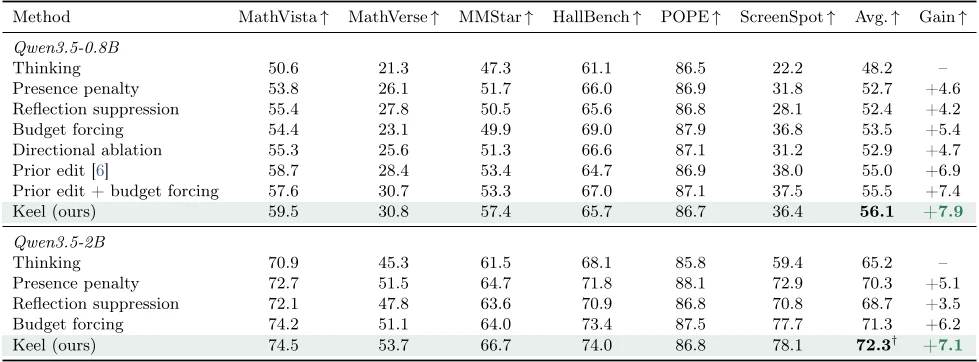 Method MathVista↑ MathVerse↑ MMStar↑ HallBench↑ POPE↑ ScreenSpot↑ Avg.↑ Gain↑
Qwen3.5-0.8B
Thinking 50.6 21.3 47.3 61.1 86.5 22.2 48.2 –
Presence penalty 53.8 26.1 51.7 66.0 86.9 31.8 52.7 +4.6
Reflection suppression 55.4 27.8 50.5 65.6 86.8 28.1 52.4 +4.2
Budget forcing 54.4 23.1 49.9 69.0 87.9 36.8 53.5 +5.4
Directional ablation 55.3 25.6 51.3 66.6 87.1 31.2 52.9 +4.7
Prior edit [6] 58.7 28.4 53.4 64.7 86.9 38.0 55.0 +6.9
Prior edit + budget forcing 57.6 30.7 53.3 67.0 87.1 37.5 55.5 +7.4
Keel (ours) 59.5 30.8 57.4 65.7 86.7 36.4 56.1 +7.9
Qwen3.5-2B
Thinking 70.9 45.3 61.5 68.1 85.8 59.4 65.2 –
Presence penalty 72.7 51.5 64.7 71.8 88.1 72.9 70.3 +5.1
Reflection suppression 72.1 47.8 63.6 70.9 86.8 70.8 68.7 +3.5
Budget forcing 74.2 51.1 64.0 73.4 87.5 77.7 71.3 +6.2
Keel (ours) 74.5 53.7 66.7 74.0 86.8 78.1 72.3† +7.1